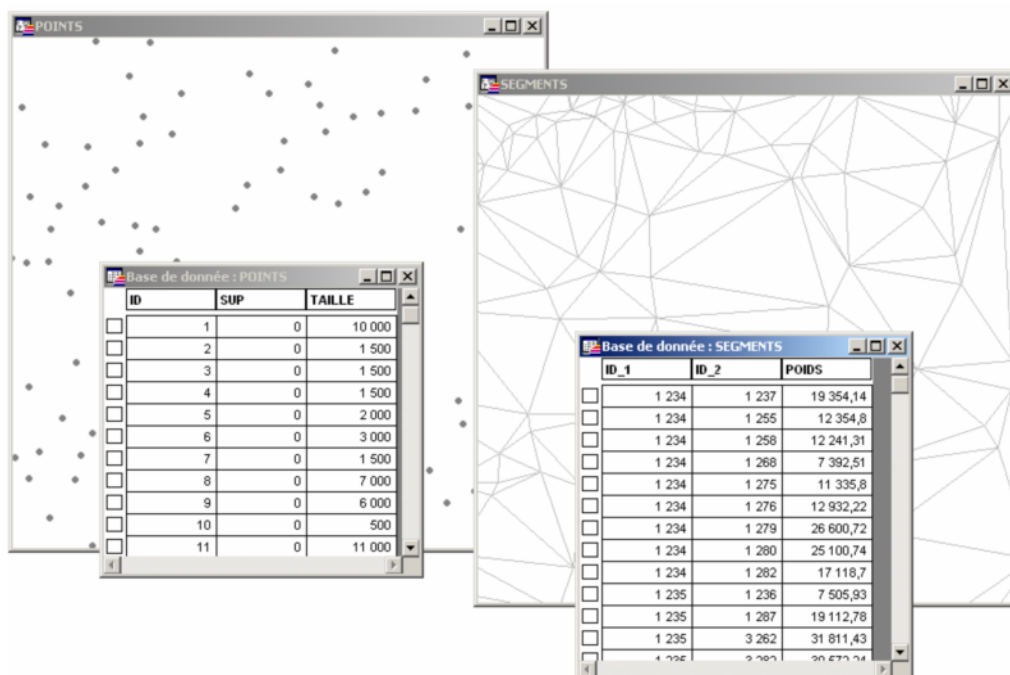 POINTS
SEGMENTS
Base de donnée : POINTS
ID SUP TAILLE
1 0 10 000
2 0 1 500
3 0 1 500
4 0 1 500
5 0 2 000
6 0 3 000
7 0 1 500
8 0 7 000
9 0 6 000
10 0 500
11 0 11 000
Base de donnée : SEGMENTS
ID_1 ID_2 POIDS
1 234 1 237 19 354,14
1 234 1 255 12 354,8
1 234 1 258 12 241,31
1 234 1 268 7 392,51
1 234 1 275 11 335,8
1 234 1 276 12 932,22
1 234 1 279 26 600,72
1 234 1 280 25 100,74
1 234 1 282 17 118,7
1 235 1 236 7 505,93
1 235 1 287 19 112,78
1 235 3 262 31 811,43
1 235